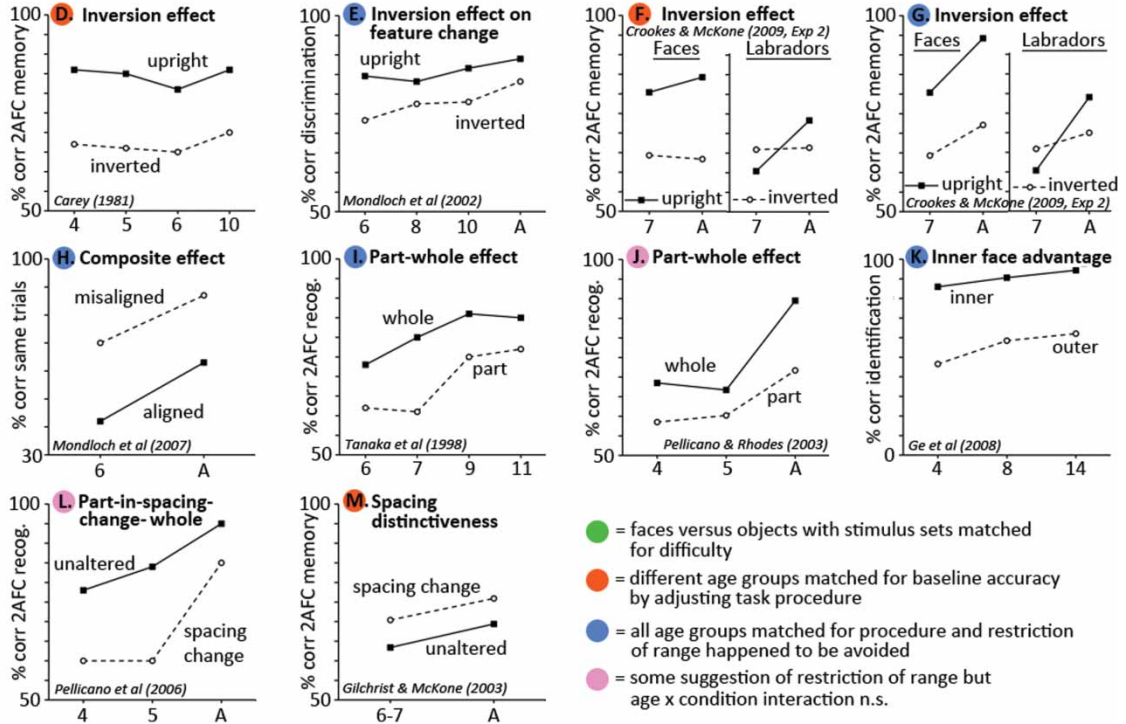 D. Inversion effect
% corr 2AFC memory
100
50
upright
inverted
Carey (1981)
4 5 6 10
E. Inversion effect on
feature change
% corr discrimination
100
50
upright
inverted
Mondloch et al (2002)
6 8 10 A
F. Inversion effect
Crookes & McKone (2009, Exp 2)
Faces Labradors
% corr 2AFC memory
100
50
upright inverted
7 A 7 A
G. Inversion effect
Faces Labradors
% corr 2AFC memory
100
50
upright inverted
Crookes & McKone (2009, Exp 2)
7 A 7 A
H. Composite effect
% corr same trials
100
30
misaligned
aligned
Mondloch et al (2007)
6 A
I. Part-whole effect
% corr 2AFC recog.
100
50
whole
part
Tanaka et al (1998)
6 7 9 11
J. Part-whole effect
% corr 2AFC recog.
100
50
whole
part
Pellicano & Rhodes (2003)
4 5 A
K. Inner face advantage
% corr identification
100
0
inner
outer
Ge et al (2008)
4 8 14
L. Part-in-spacing-
change- whole
% corr 2AFC recog.
100
50
unaltered
spacing
change
Pellicano et al (2006)
4 5 A
M. Spacing
distinctiveness
% corr 2AFC memory
100
50
spacing change
unaltered
Gilchrist & McKone (2003)
6-7 A
= faces versus objects with stimulus sets matched
for difficulty
= different age groups matched for baseline accuracy
by adjusting task procedure
= all age groups matched for procedure and restriction
of range happened to be avoided
= some suggestion of restriction of range but
age x condition interaction n.s.